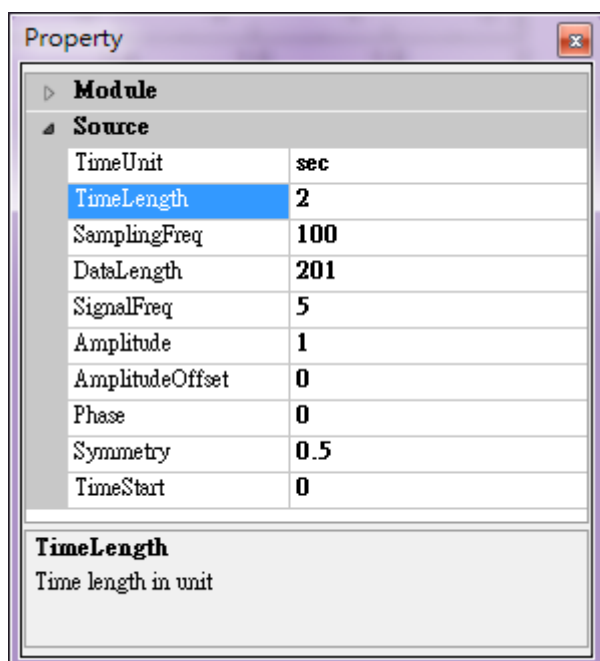 Property
Module
Source
TimeUnit sec
TimeLength 2
SamplingFreq 100
DataLength 201
SignalFreq 5
Amplitude 1
AmplitudeOffset 0
Phase 0
Symmetry 0.5
TimeStart 0
TimeLength
Time length in unit